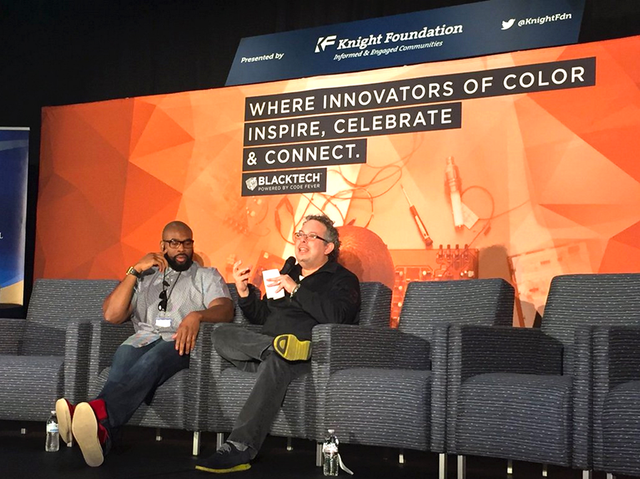 Presented by
Knight Foundation
Informed & Engaged Communities
@KnightFdn
WHERE INNOVATORS OF COLOR
INSPIRE, CELEBRATE
& CONNECT.
BLACKTECH
POWERED BY CODE FEVER